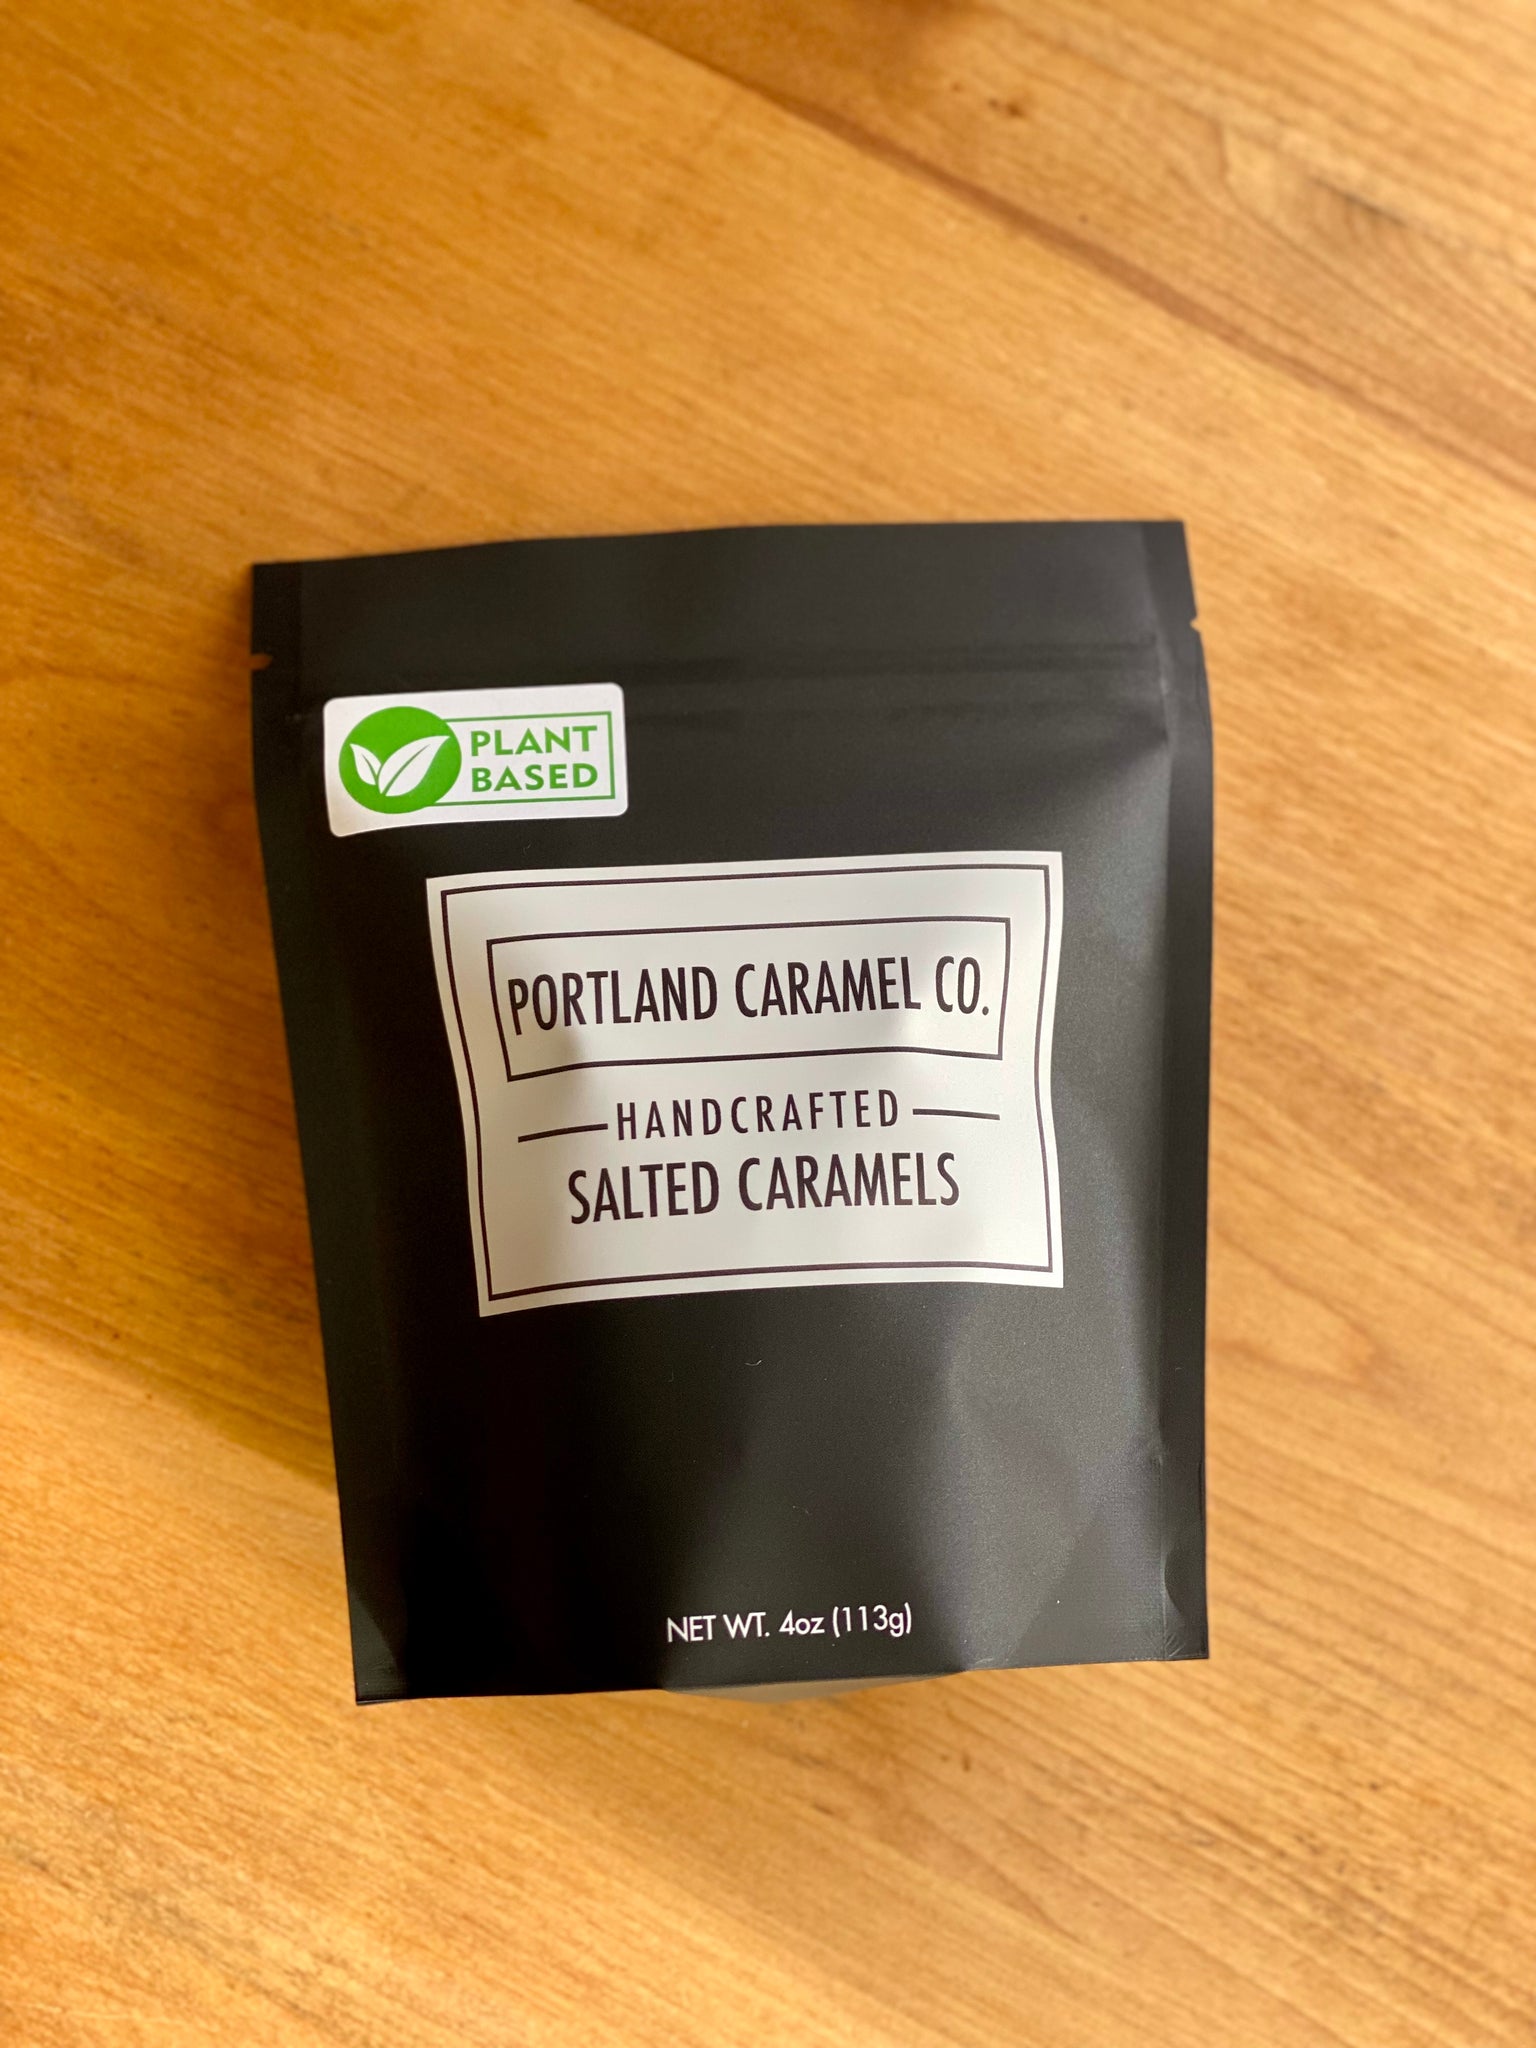 PLANT
BASED
PORTLAND CARAMEL CO.
HANDCRAFTED
SALTED CARAMELS
NET WT. 4oz (113g)